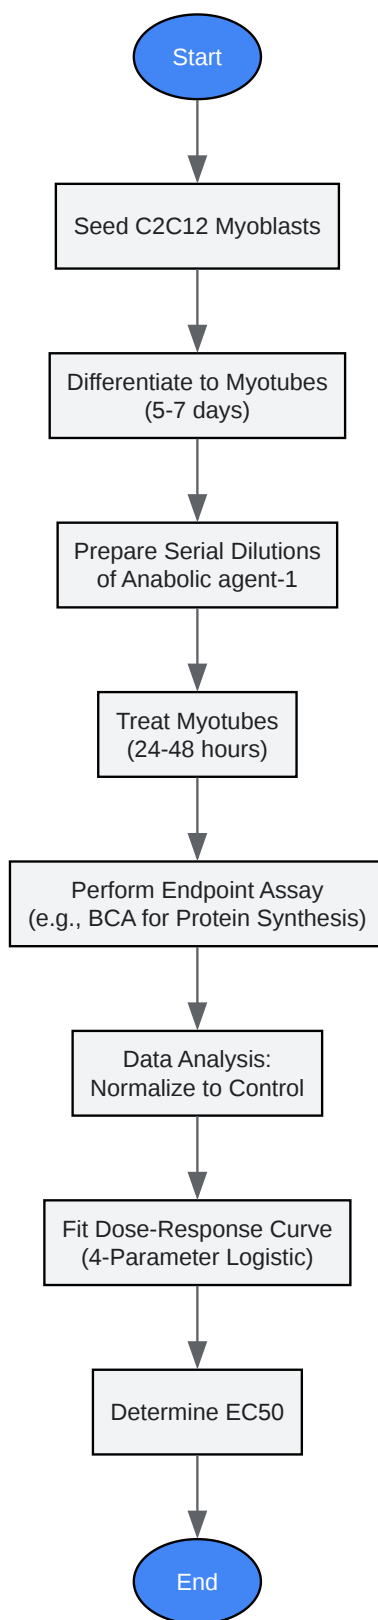 Start
Seed C2C12 Myoblasts
Differentiate to Myotubes
(5-7 days)
Prepare Serial Dilutions
of Anabolic agent-1
Treat Myotubes
(24-48 hours)
Perform Endpoint Assay
(e.g., BCA for Protein Synthesis)
Data Analysis:
Normalize to Control
Fit Dose-Response Curve
(4-Parameter Logistic)
Determine EC50
End